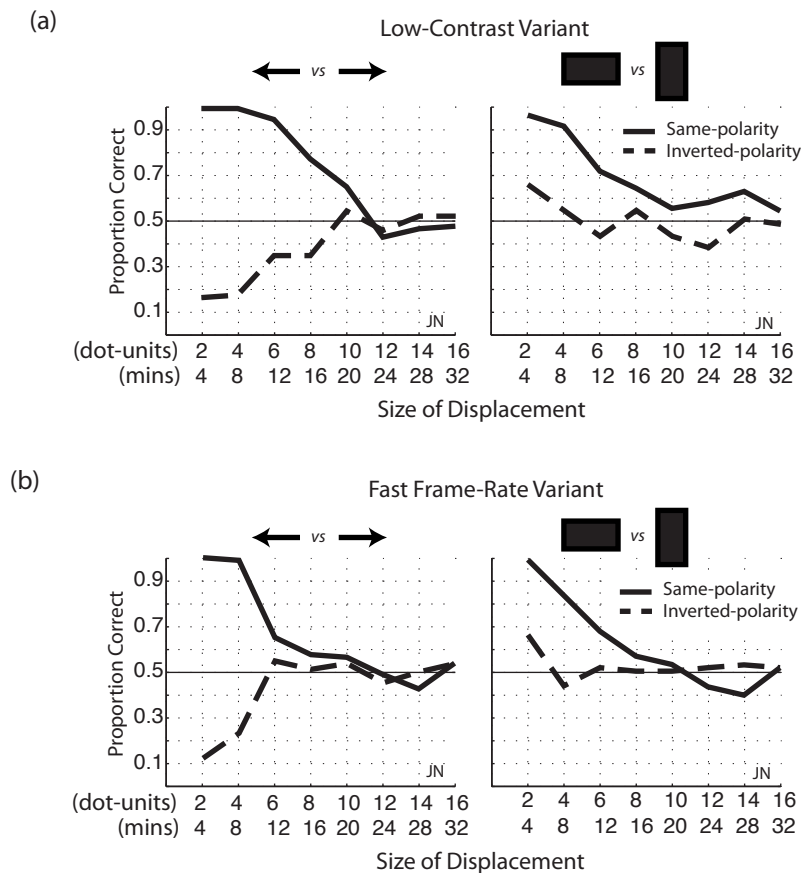 (a)
Low-Contrast Variant
vs
vs
Proportion Correct
0.9
0.7
0.5
0.3
0.1
Same-polarity
Inverted-polarity
JN
JN
(dot-units) 2 4 6 8 10 12 14 16 2 4 6 8 10 12 14 16
(mins) 4 8 12 16 20 24 28 32 4 8 12 16 20 24 28 32
Size of Displacement
(b)
Fast Frame-Rate Variant
vs
vs
Proportion Correct
0.9
0.7
0.5
0.3
0.1
Same-polarity
Inverted-polarity
JN
JN
(dot-units) 2 4 6 8 10 12 14 16 2 4 6 8 10 12 14 16
(mins) 4 8 12 16 20 24 28 32 4 8 12 16 20 24 28 32
Size of Displacement